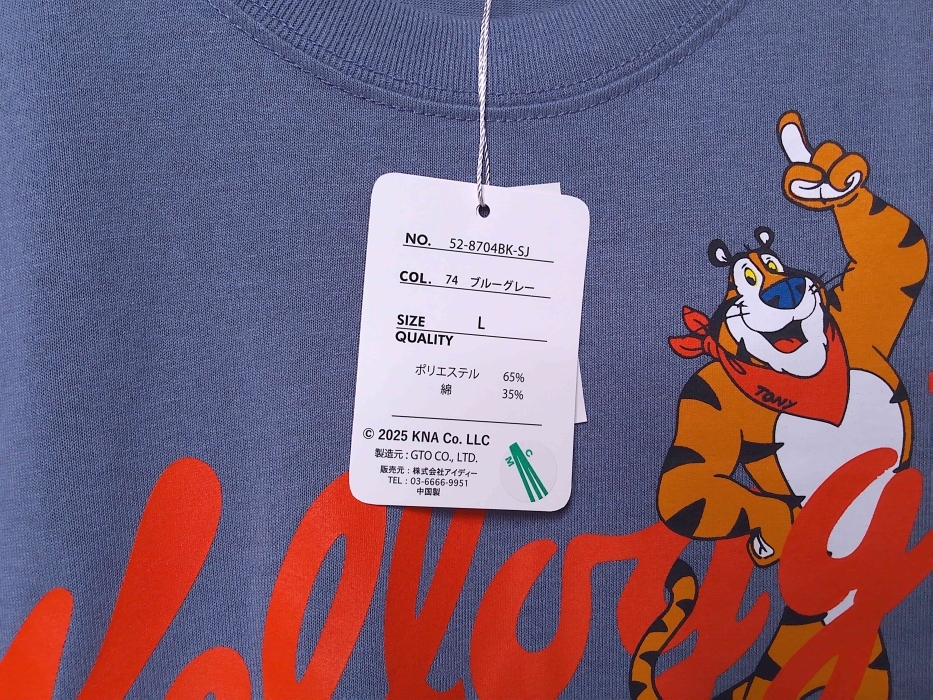 NO. 52-8704BK-SJ
COL. 74 ブルーグレー
SIZE L
QUALITY
ポリエステル 65%
綿 35%
© 2025 KNA Co. LLC
製造元 : GTO CO., LTD.
販売元 : 株式会社アイディー
TEL : 03-6666-9951
中国製
M C
TONY
Kellogg